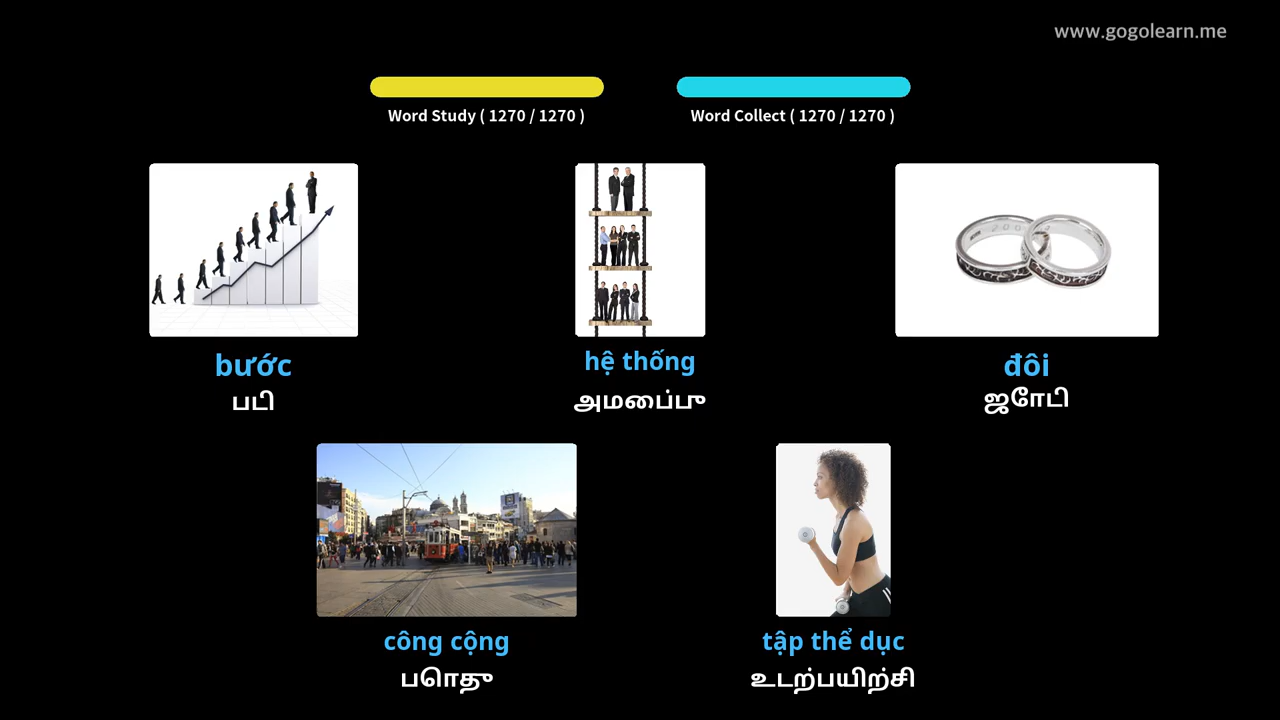 www.gogolearn.me
Word Study ( 1270 / 1270 )
Word Collect ( 1270 / 1270 )
bước
hệ thống
đôi
படி
அமைப்பு
ஜோடி
công cộng
tập thể dục
பொது
உடற்பயிற்சி